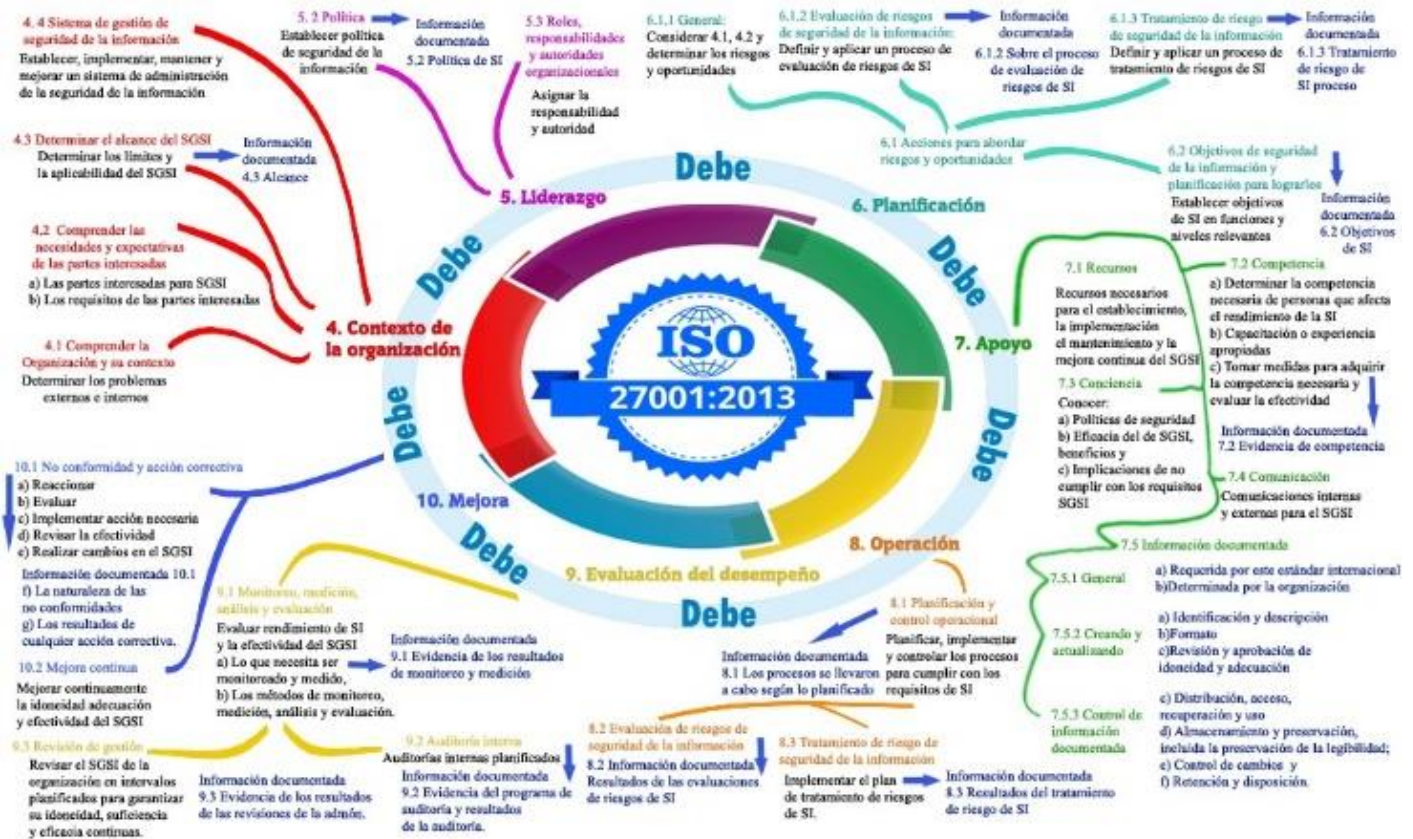 4. 4 Sistema de gestión de
seguridad de la información
Establecer, implementar, mantener y
mejorar un sistema de administración
de la seguridad de la información
4.3 Determinar el alcance del SGSI
Determinar los límites y
la aplicabilidad del SGSI
Información
documentada
4.3 Alcance
4.2 Comprender las
necesidades y expectativas
de las partes interesadas
a) Las partes interesadas para SGSI
b) Los requisitos de las partes interesadas
4.1 Comprender la
Organización y su contexto
Determinar los problemas
externos e internos
4. Contexto de
la organización
5. 2 Política
Establecer política
de seguridad de la
información
Información
documentada
5.2 Política de SI
5.3 Roles,
responsabilidades
y autoridades
organizacionales
Asignar la
responsabilidad
y autoridad
5. Liderazgo
6.1.1 General:
Considerar 4.1, 4.2 y
determinar los riesgos
y oportunidades
6.1.2 Evaluación de riesgos
de seguridad de la información:
Definir y aplicar un proceso de
evaluación de riesgos de SI
Información
documentada
6.1.2 Sobre el proceso
de evaluación de
riesgos de SI
6.1.3 Tratamiento de riesgo
de seguridad de la información
Definir y aplicar un proceso de
tratamiento de riesgos de SI
Información
documentada
6.1.3 Tratamiento
de riesgo de
SI proceso
6.1 Acciones para abordar
riesgos y oportunidades
6.2 Objetivos de seguridad
de la información y
planificación para lograrlos
Establecer objetivos
de SI en funciones y
niveles relevantes
Información
documentada
6.2 Objetivos
de SI
6. Planificación
Debe
Debe
Debe
Debe
Debe
Debe
Debe
ISO
27001:2013
7. Apoyo
7.1 Recursos
Recursos necesarios
para el establecimiento,
la implementación
el mantenimiento y la
mejora continua del SGSI
7.2 Competencia
a) Determinar la competencia
necesaria de personas que afecta
el rendimiento de la SI
b) Capacitación o experiencia
apropiadas
c) Tomar medidas para adquirir
la competencia necesaria y
evaluar la efectividad
Información documentada
7.2 Evidencia de competencia
7.3 Conciencia
Conocer:
a) Políticas de seguridad
b) Eficacia del de SGSI,
beneficios y
c) Implicaciones de no
cumplir con los requisitos
SGSI
7.4 Comunicación
Comunicaciones internas
y externas para el SGSI
7.5 Información documentada
7.5.1 General
a) Requerida por este estándar internacional
b)Determinada por la organización
7.5.2 Creando y
actualizando
a) Identificación y descripción
b)Formato
c)Revisión y aprobación de
idoneidad y adecuación
7.5.3 Control de
información
documentada
c) Distribución, acceso,
recuperación y uso
d) Almacenamiento y preservación,
incluida la preservación de la legibilidad;
e) Control de cambios y
f) Retención y disposición.
8. Operación
8.1 Planificación y
control operacional
Planificar, implementar
y controlar los procesos
para cumplir con los
requisitos de SI
Información documentada
8.1 Los procesos se llevaron
a cabo según lo planificado
8.2 Evaluación de riesgos de
seguridad de la información
8.2 Información documentada
Resultados de las evaluaciones
de riesgos de SI
8.3 Tratamiento de riesgo de
seguridad de la información
Implementar el plan
de tratamiento de riesgos
de SI.
Información documentada
8.3 Resultados del tratamiento
de riesgo de SI
9. Evaluación del desempeño
9.1 Monitoreo, medición,
análisis y evaluación
Evaluar rendimiento de SI
y la efectividad del SGSI
a) Lo que necesita ser
monitoreado y medido,
b) Los métodos de monitoreo,
medición, análisis y evaluación.
Información documentada
9.1 Evidencia de los resultados
de monitoreo y medición
9.2 Auditoría interna
Auditorías internas planificados
Información documentada
9.2 Evidencia del programa de
auditoría y resultados
de la auditoría.
9.3 Revisión de gestión
Revisar el SGSI de la
organización en intervalos
planificados para garantizar
su idoneidad, suficiencia
y eficacia continuas.
Información documentada
9.3 Evidencia de los resultados
de las revisiones de la admón.
10. Mejora
10.1 No conformidad y acción correctiva
a) Reaccionar
b) Evaluar
c) Implementar acción necesaria
d) Revisar la efectividad
e) Realizar cambios en el SGSI
Información documentada 10.1
f) La naturaleza de las
no conformidades
g) Los resultados de
cualquier acción correctiva.
10.2 Mejora continua
Mejorar continuamente
la idoneidad adecuación
y efectividad del SGSI